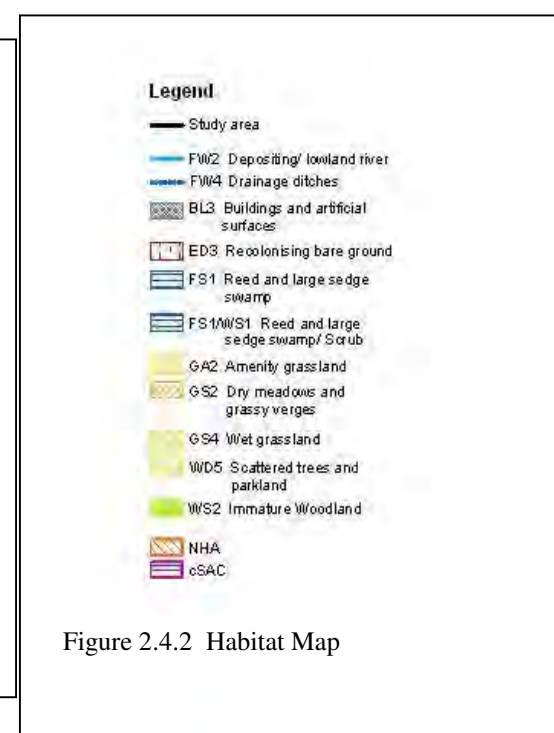 Legend
Study area
FW2 Depositing/ lowland river
FW4 Drainage ditches
BL3 Buildings and artificial
surfaces
ED3 Recolonising bare ground
FS1 Reed and large sedge
swamp
FS1/WS1 Reed and large
sedge swamp/ Scrub
GA2 Amenity grassland
GS2 Dry meadows and
grassy verges
GS4 Wet grassland
WD5 Scattered trees and
parkland
WS2 Immature Woodland
NHA
cSAC
Figure 2.4.2 Habitat Map